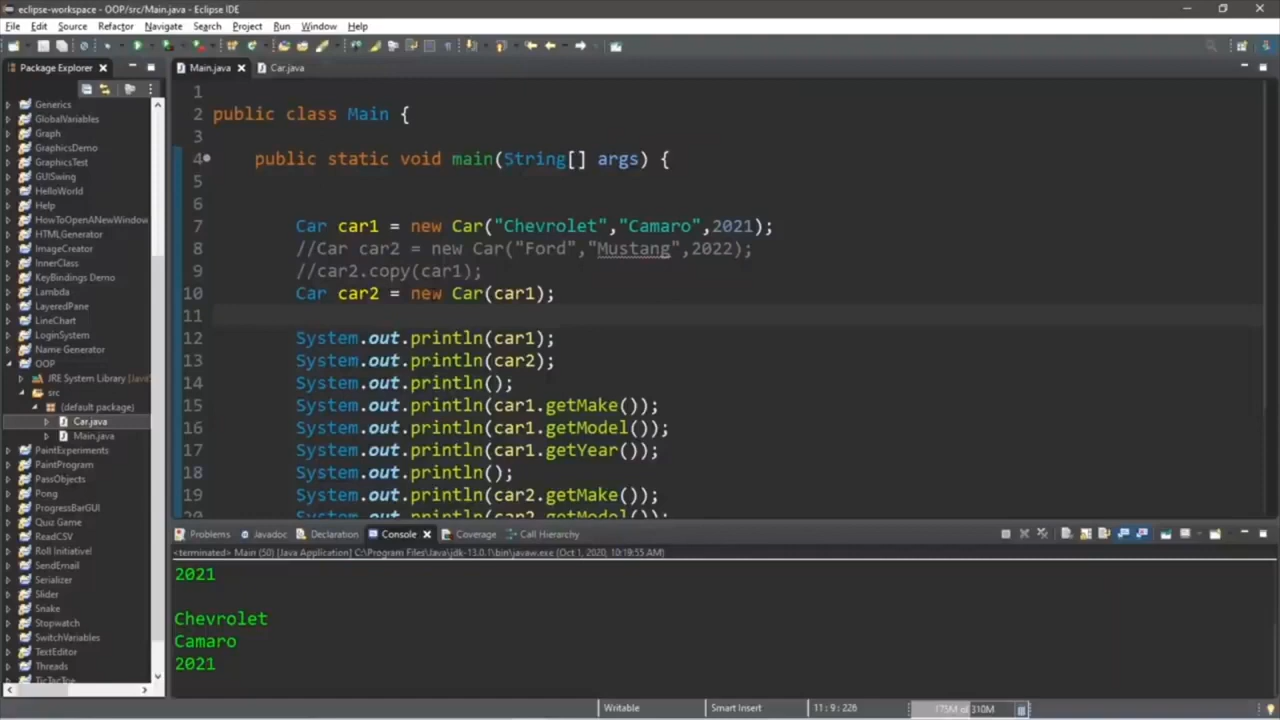 eclipse-workspace - OOP/src/Main.java - Eclipse IDE
File Edit Source Refactor Navigate Search Project Run Window Help
Package Explorer
Generics
GlobalVariables
Graph
GraphicsDemo
GraphicsTest
GUISwing
HelloWorld
Help
HowToOpenANewWindow
HTMLGenerator
ImageCreator
InnerClass
KeyBindings Demo
Lambda
LayeredPane
LineChart
LoginSystem
Name Generator
OOP
JRE System Library [Java
src
(default package)
Car.java
Main.java
PaintExperiments
PaintProgram
PassObjects
Pong
ProgressBarGUI
Quiz Game
ReadCSV
Roll Initiative!
SendEmail
Serializer
Slider
Snake
Stopwatch
SwitchVariables
TextEditor
Threads
TicTacToe
Main.java Car.java
1
2 public class Main {
3
4 public static void main(String[] args) {
5
6
7 Car car1 = new Car("Chevrolet","Camaro",2021);
8 //Car car2 = new Car("Ford","Mustang",2022);
9 //car2.copy(car1);
10 Car car2 = new Car(car1);
11
12 System.out.println(car1);
13 System.out.println(car2);
14 System.out.println();
15 System.out.println(car1.getMake());
16 System.out.println(car1.getModel());
17 System.out.println(car1.getYear());
18 System.out.println();
19 System.out.println(car2.getMake());
20 System.out.println(car2.getModel());
Problems Javadoc Declaration Console Coverage Call Hierarchy
<terminated> Main (50) [Java Application] C:\Program Files\Java\jdk-13.0.1\bin\javaw.exe (Oct 1, 2020, 10:19:55 AM)
2021
Chevrolet
Camaro
2021
Writable Smart Insert 11 : 9 : 226 175M of 310M